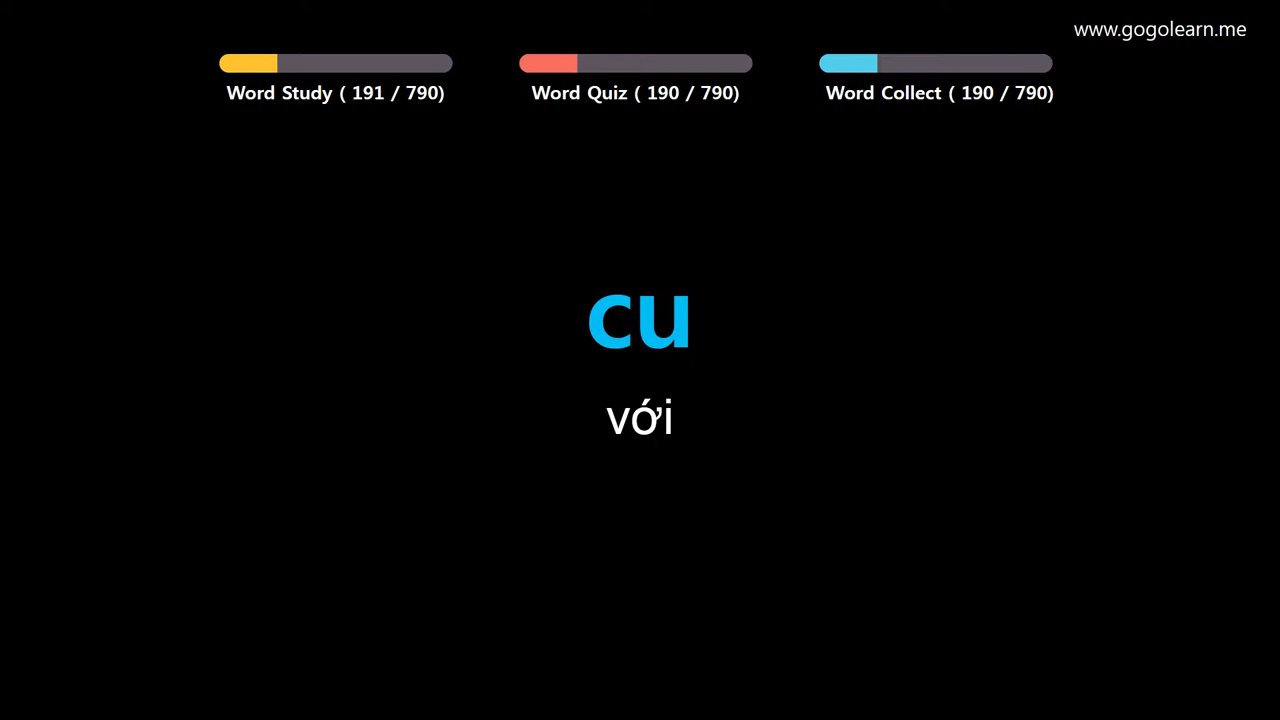 www.gogolearn.me
Word Study ( 191 / 790)
Word Quiz ( 190 / 790)
Word Collect ( 190 / 790)
cu
với